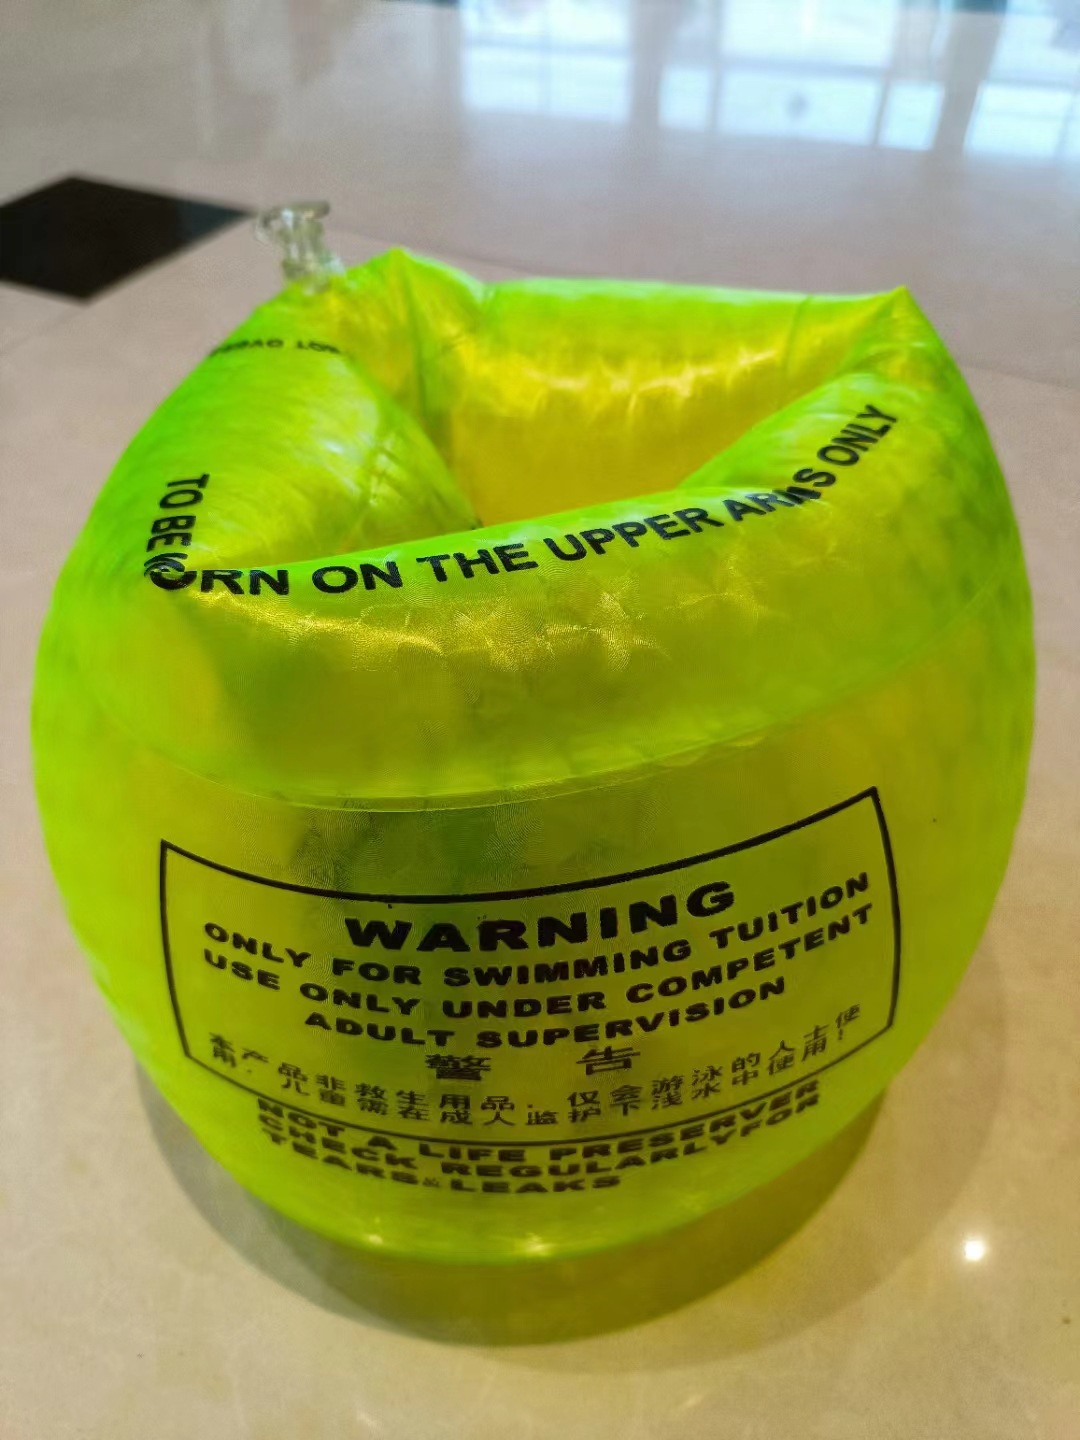 TO BE WORN ON THE UPPER ARMS ONLY
WARNING
ONLY FOR SWIMMING TUITION
USE ONLY UNDER COMPETENT
ADULT SUPERVISION
警 告
本产品非救生用品. 仅会游泳的人士使
用. 儿童需在成人监护下浅水中使用!
NOT A LIFE PRESERVER
CHECK REGULARLYFOR
TEARS & LEAKS